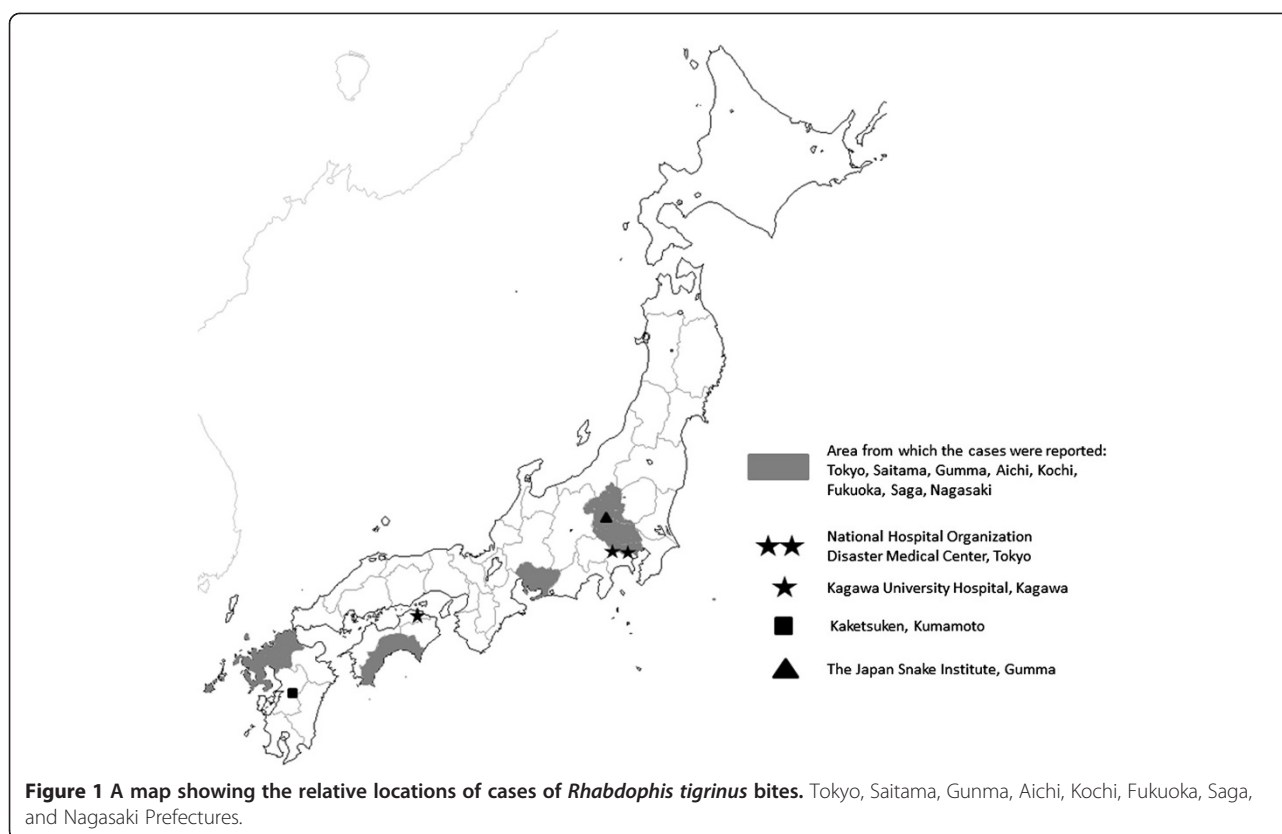 Area from which the cases were reported:
Tokyo, Saitama, Gumma, Aichi, Kochi,
Fukuoka, Saga, Nagasaki
National Hospital Organization
Disaster Medical Center, Tokyo
Kagawa University Hospital, Kagawa
Kaketsuken, Kumamoto
The Japan Snake Institute, Gumma
Figure 1 A map showing the relative locations of cases of Rhabdophis tigrinus bites. Tokyo, Saitama, Gunma, Aichi, Kochi, Fukuoka, Saga,
and Nagasaki Prefectures.